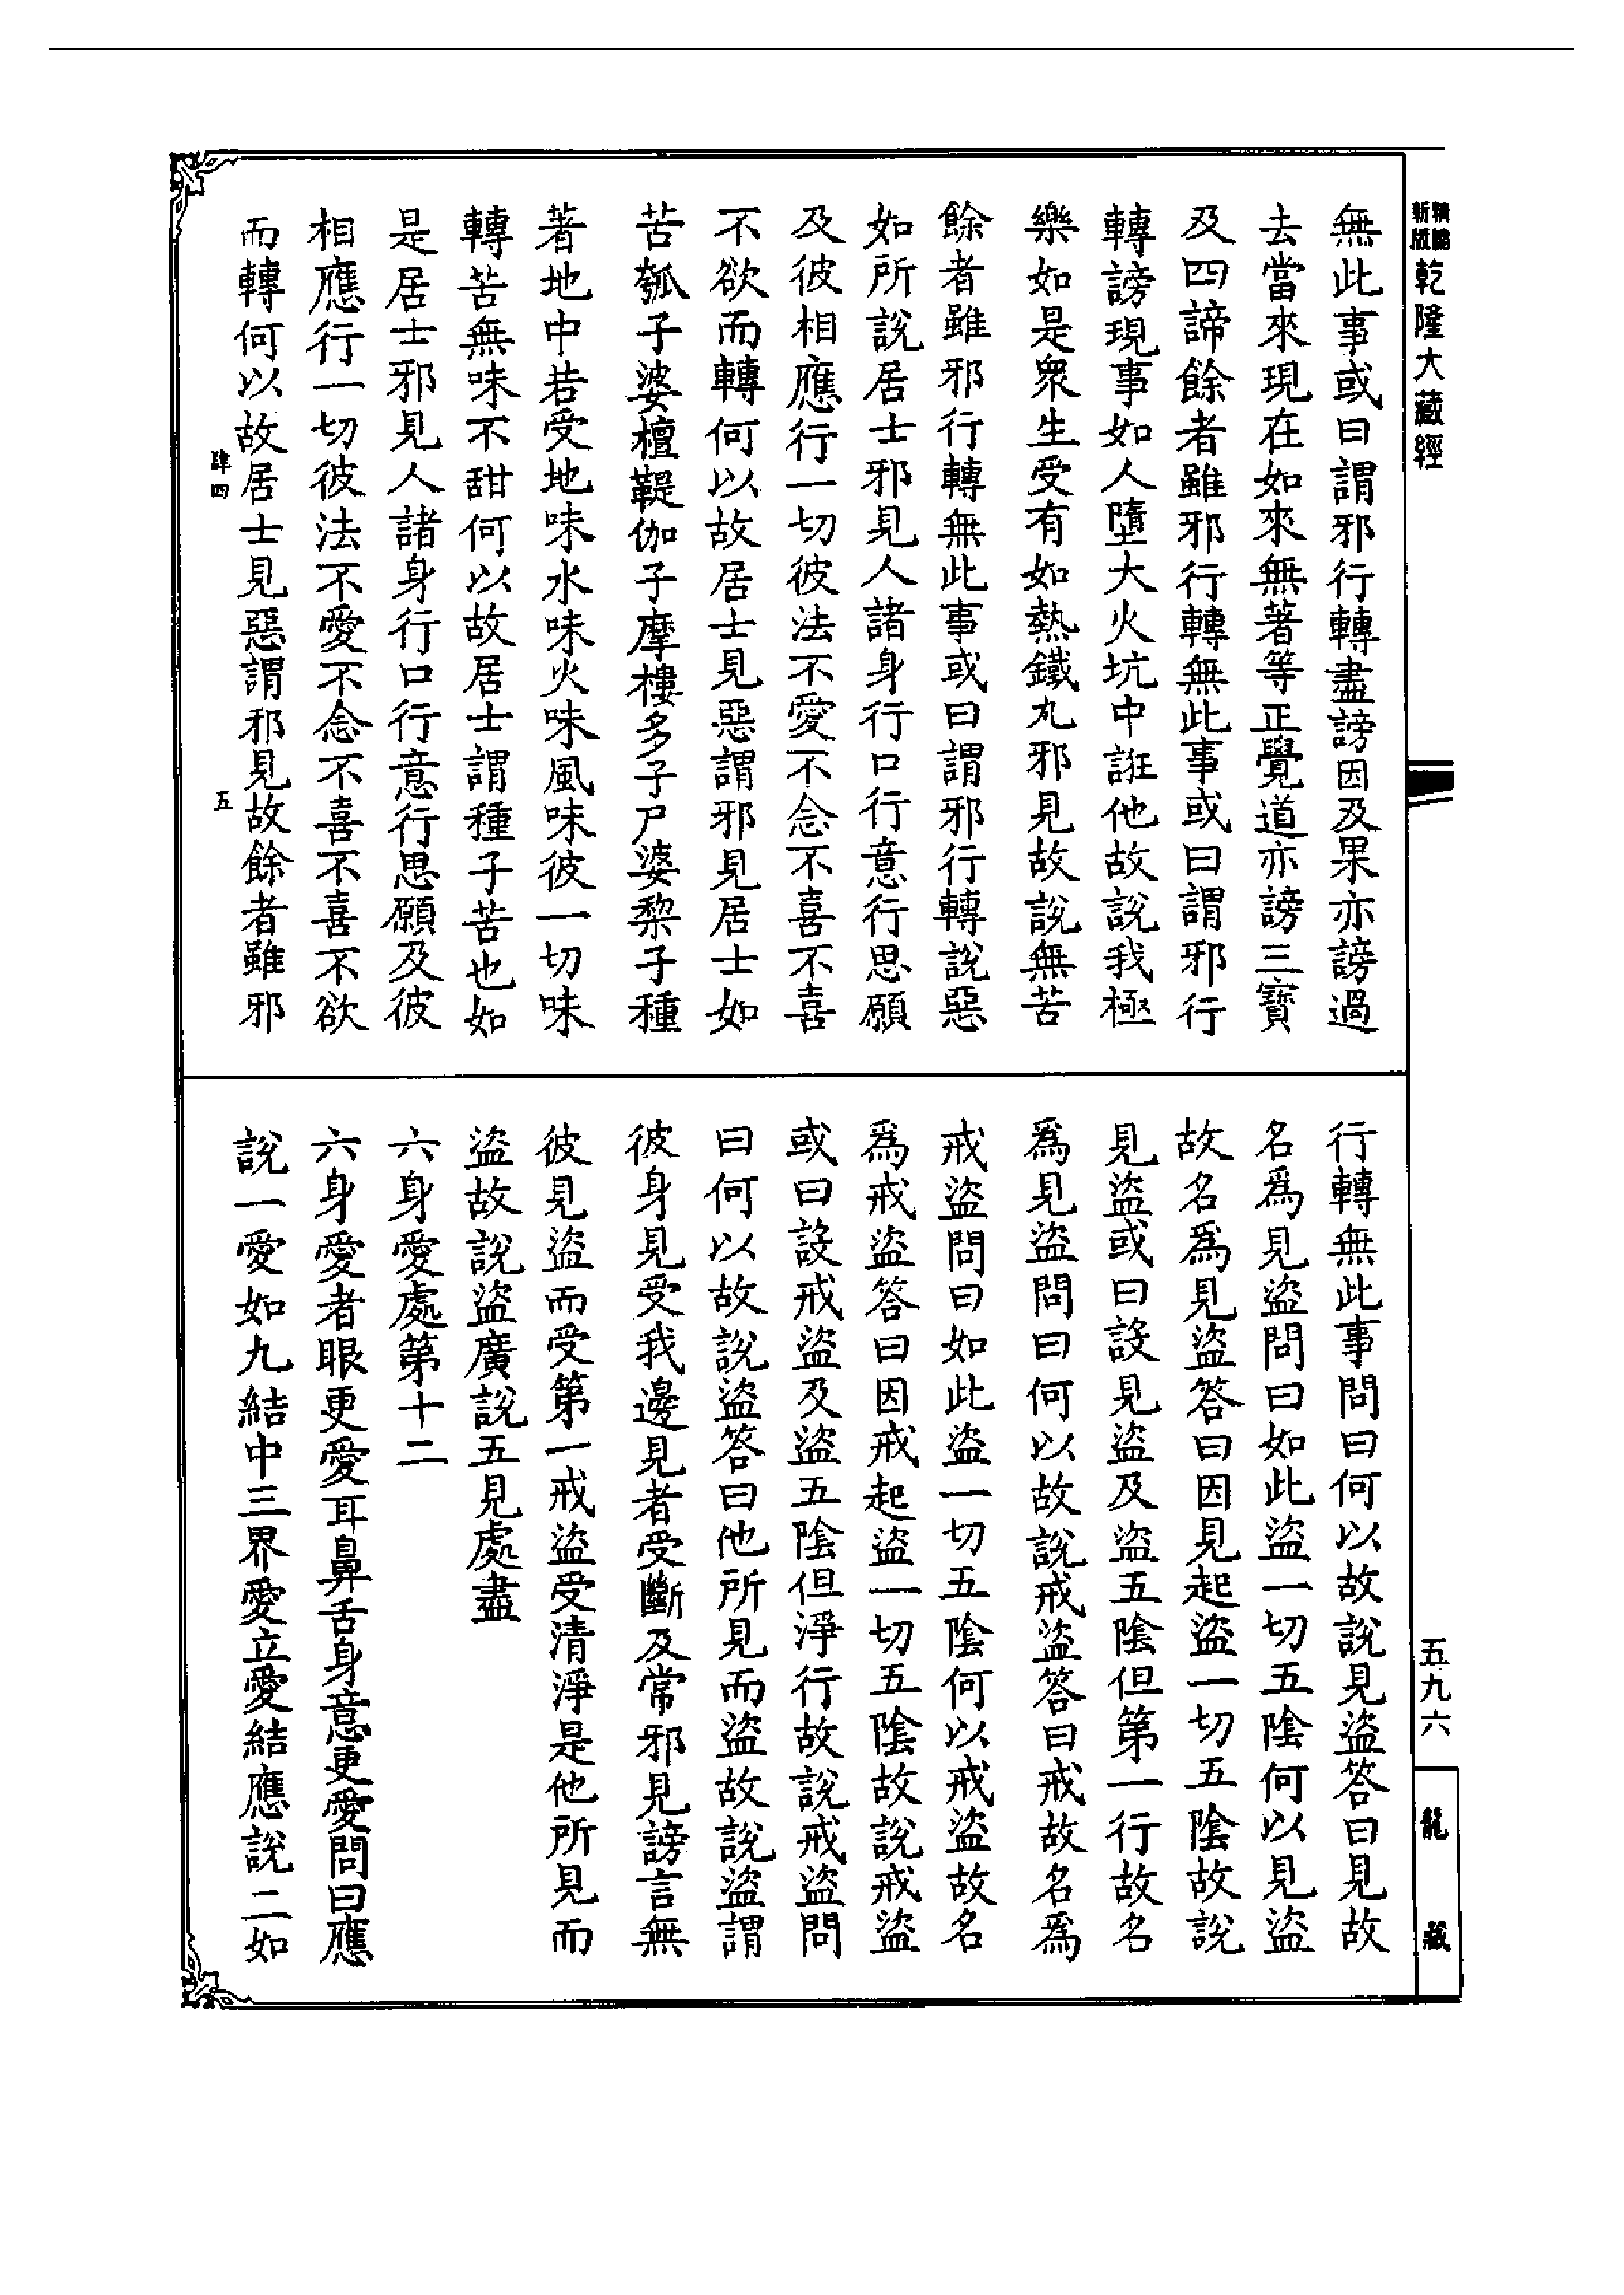 精縮新版 乾隆大藏經
五九六
龍藏
無此事或曰謂邪行轉盡謗因及果亦謗過
去當來現在如來無著等正覺道亦謗三寶
及四諦餘者雖邪行轉無此事或曰謂邪行
轉謗現事如人墮大火坑中誑他故說我極
樂如是衆生受有如熱鐵丸邪見故說無苦
餘者雖邪行轉無此事或曰謂邪行轉說惡
如所說居士邪見人諸身行口行意行思願
及彼相應行一切彼法不愛不念不喜不喜
不欲而轉何以故居士見惡謂邪見居士如
苦瓠子婆檀鞮伽子摩樓多子尸婆黎子種
著地中若受地味水味火味風味彼一切味
轉苦無味不甜何以故居士謂種子苦也如
是居士邪見人諸身行口行意行思願及彼
相應行一切彼法不愛不念不喜不喜不欲
而轉何以故居士見惡謂邪見故餘者雖邪
肆四 五
行轉無此事問曰何以故說見盜答曰見故
名爲見盜問曰如此盜一切五陰何以見盜
故名爲見盜答曰因見起盜一切五陰故說
見盜或曰設見盜及盜五陰但第一行故名
爲見盜問曰何以故說戒盜答曰戒故名爲
戒盜問曰如此盜一切五陰何以戒盜故名
爲戒盜答曰因戒起盜一切五陰故說戒盜
或曰設戒盜及盜五陰但淨行故說戒盜問
曰何以故說盜答曰他所見而盜故說盜謂
彼身見受我邊見者受斷及常邪見謗言無
彼見盜而受第一戒盜受清淨是他所見而
盜故說盜廣說五見處盡
六身愛處第十二
六身愛者眼更愛耳鼻舌身意更愛問曰應
說一愛如九結中三界愛立愛結應說二如